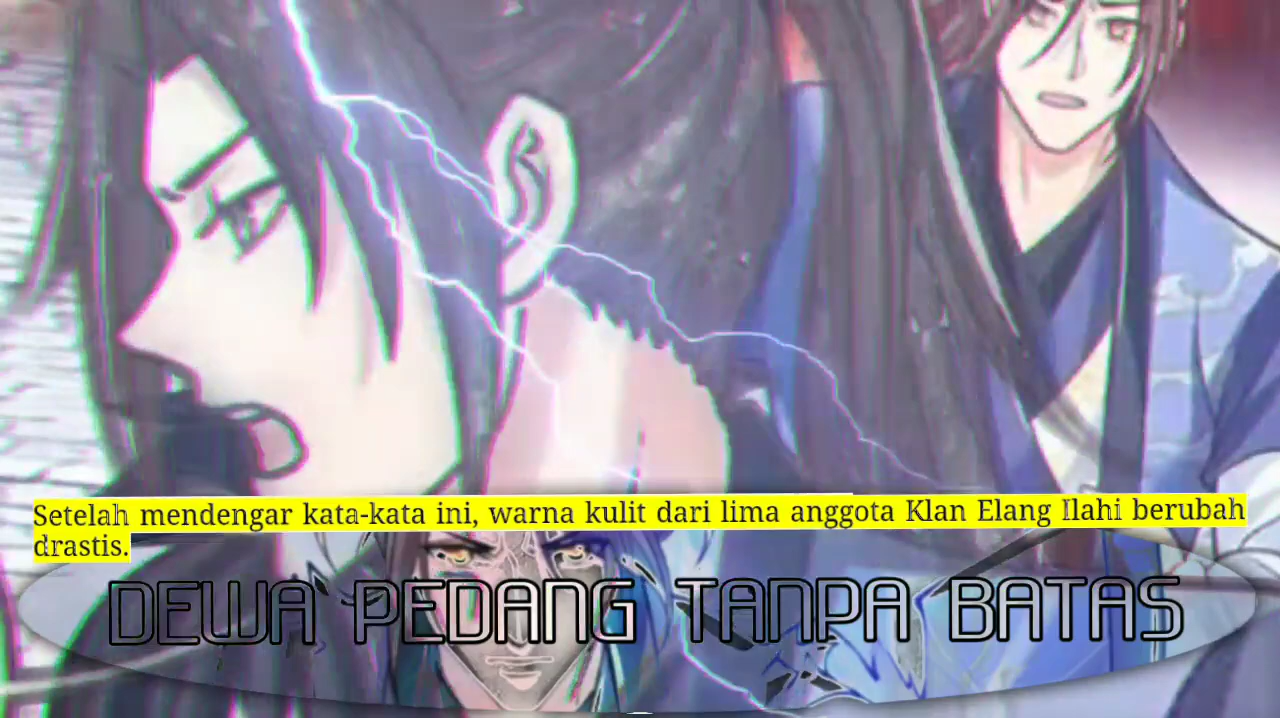 Setelah mendengar kata-kata ini, warna kulit dari lima anggota Klan Elang Ilahi berubah
drastis.
DEWA PEDANG TANPA BATAS